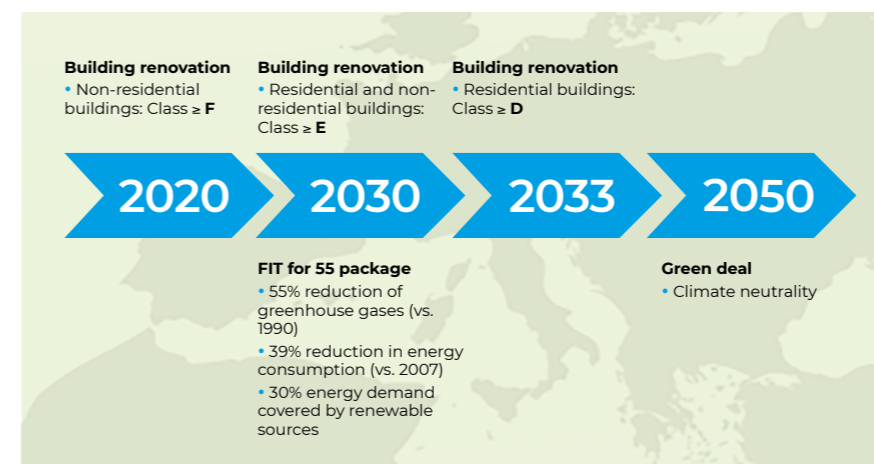 Building renovation
• Non-residential
buildings: Class ≥ F
Building renovation
• Residential and non-
residential buildings:
Class ≥ E
Building renovation
• Residential buildings:
Class ≥ D
2020
2030
2033
2050
FIT for 55 package
• 55% reduction of
greenhouse gases (vs.
1990)
• 39% reduction in energy
consumption (vs. 2007)
• 30% energy demand
covered by renewable
sources
Green deal
• Climate neutrality